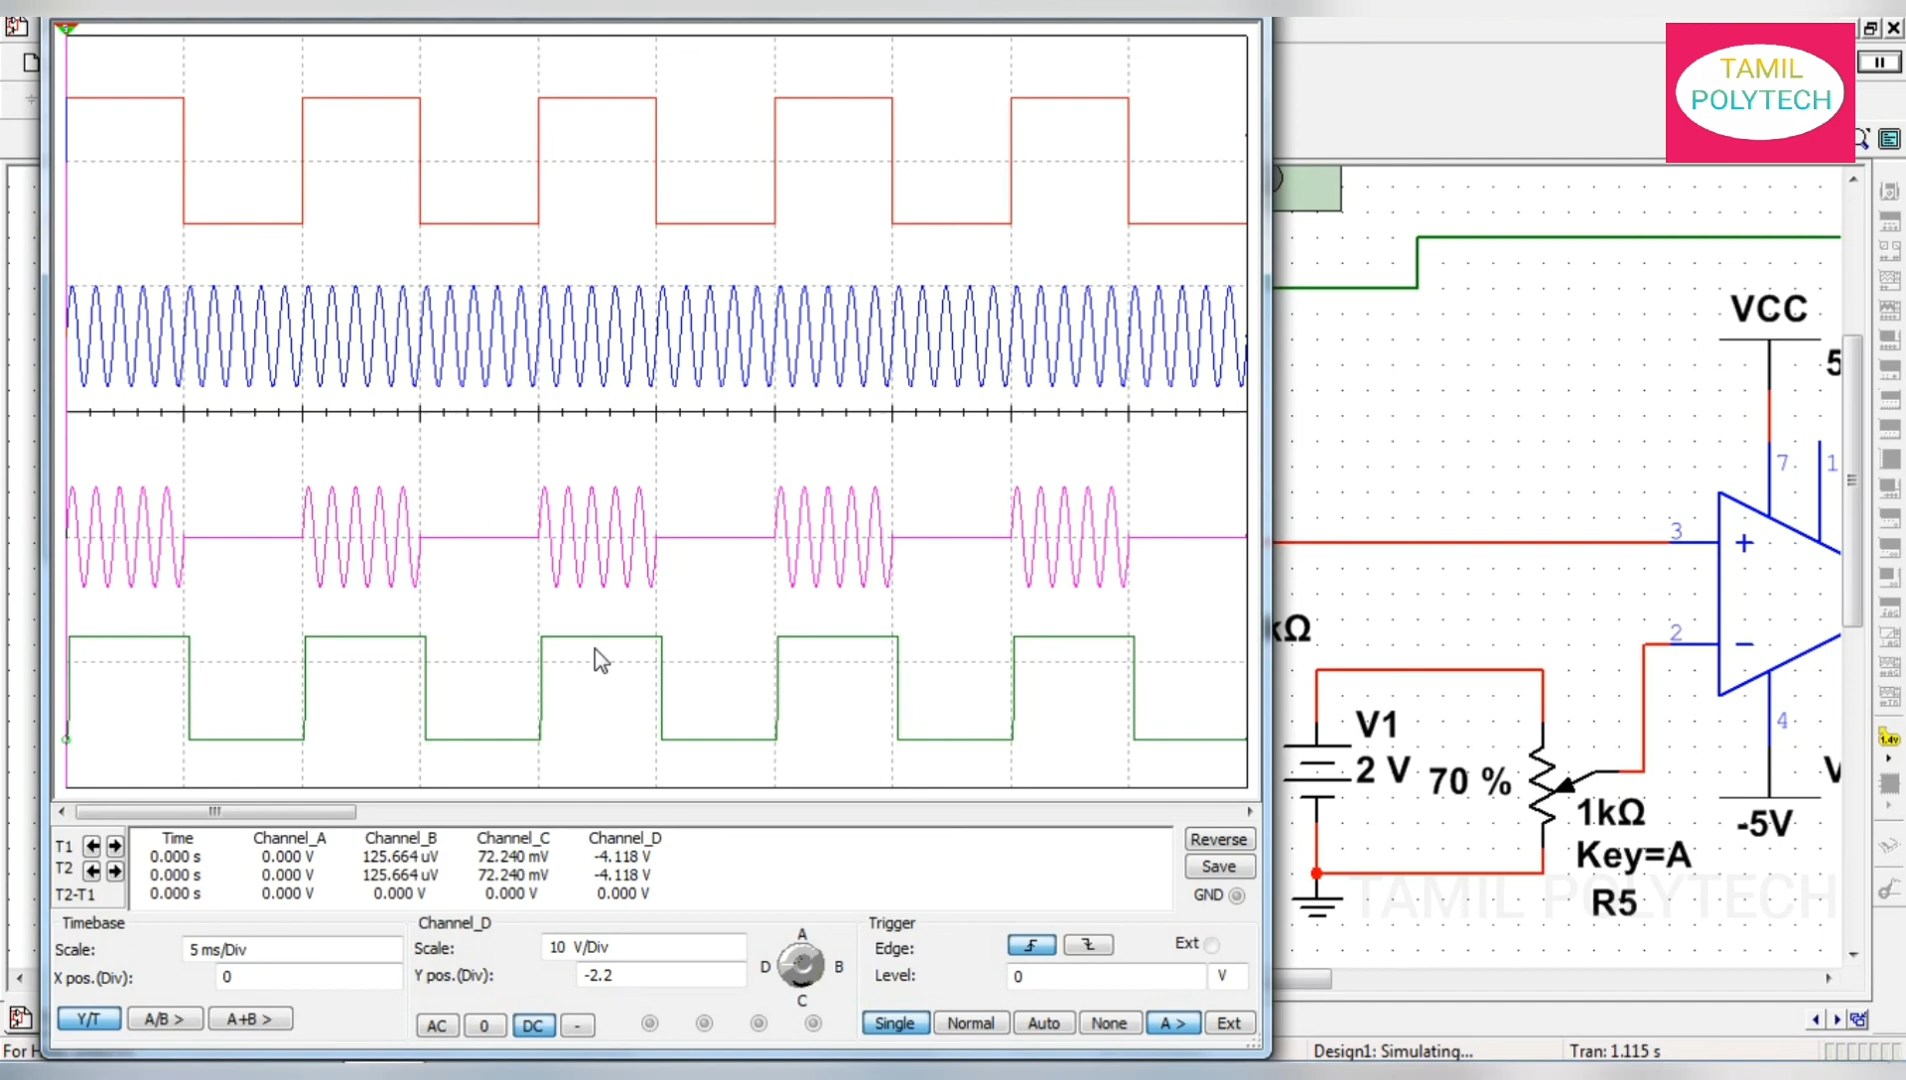 TAMIL
POLYTECH
VCC
5
7
1
3
+
2
−
4
kΩ
V1
2 V
70 %
1kΩ
Key=A
R5
-5V
V
TAMIL POLYTECH
1.4v
T1
T2
T2-T1
Time Channel_A Channel_B Channel_C Channel_D
0.000 s 0.000 V 125.664 uV 72.240 mV -4.118 V
0.000 s 0.000 V 125.664 uV 72.240 mV -4.118 V
0.000 s 0.000 V 0.000 V 0.000 V 0.000 V
Reverse
Save
GND
Timebase
Scale: 5 ms/Div
X pos.(Div): 0
Y/T A/B > A+B >
Channel_D
Scale: 10 V/Div
Y pos.(Div): -2.2
AC 0 DC -
A
D B
C
Trigger
Edge: Ext
Level: 0 V
Single Normal Auto None A > Ext
For H
Design1: Simulating... Tran: 1.115 s